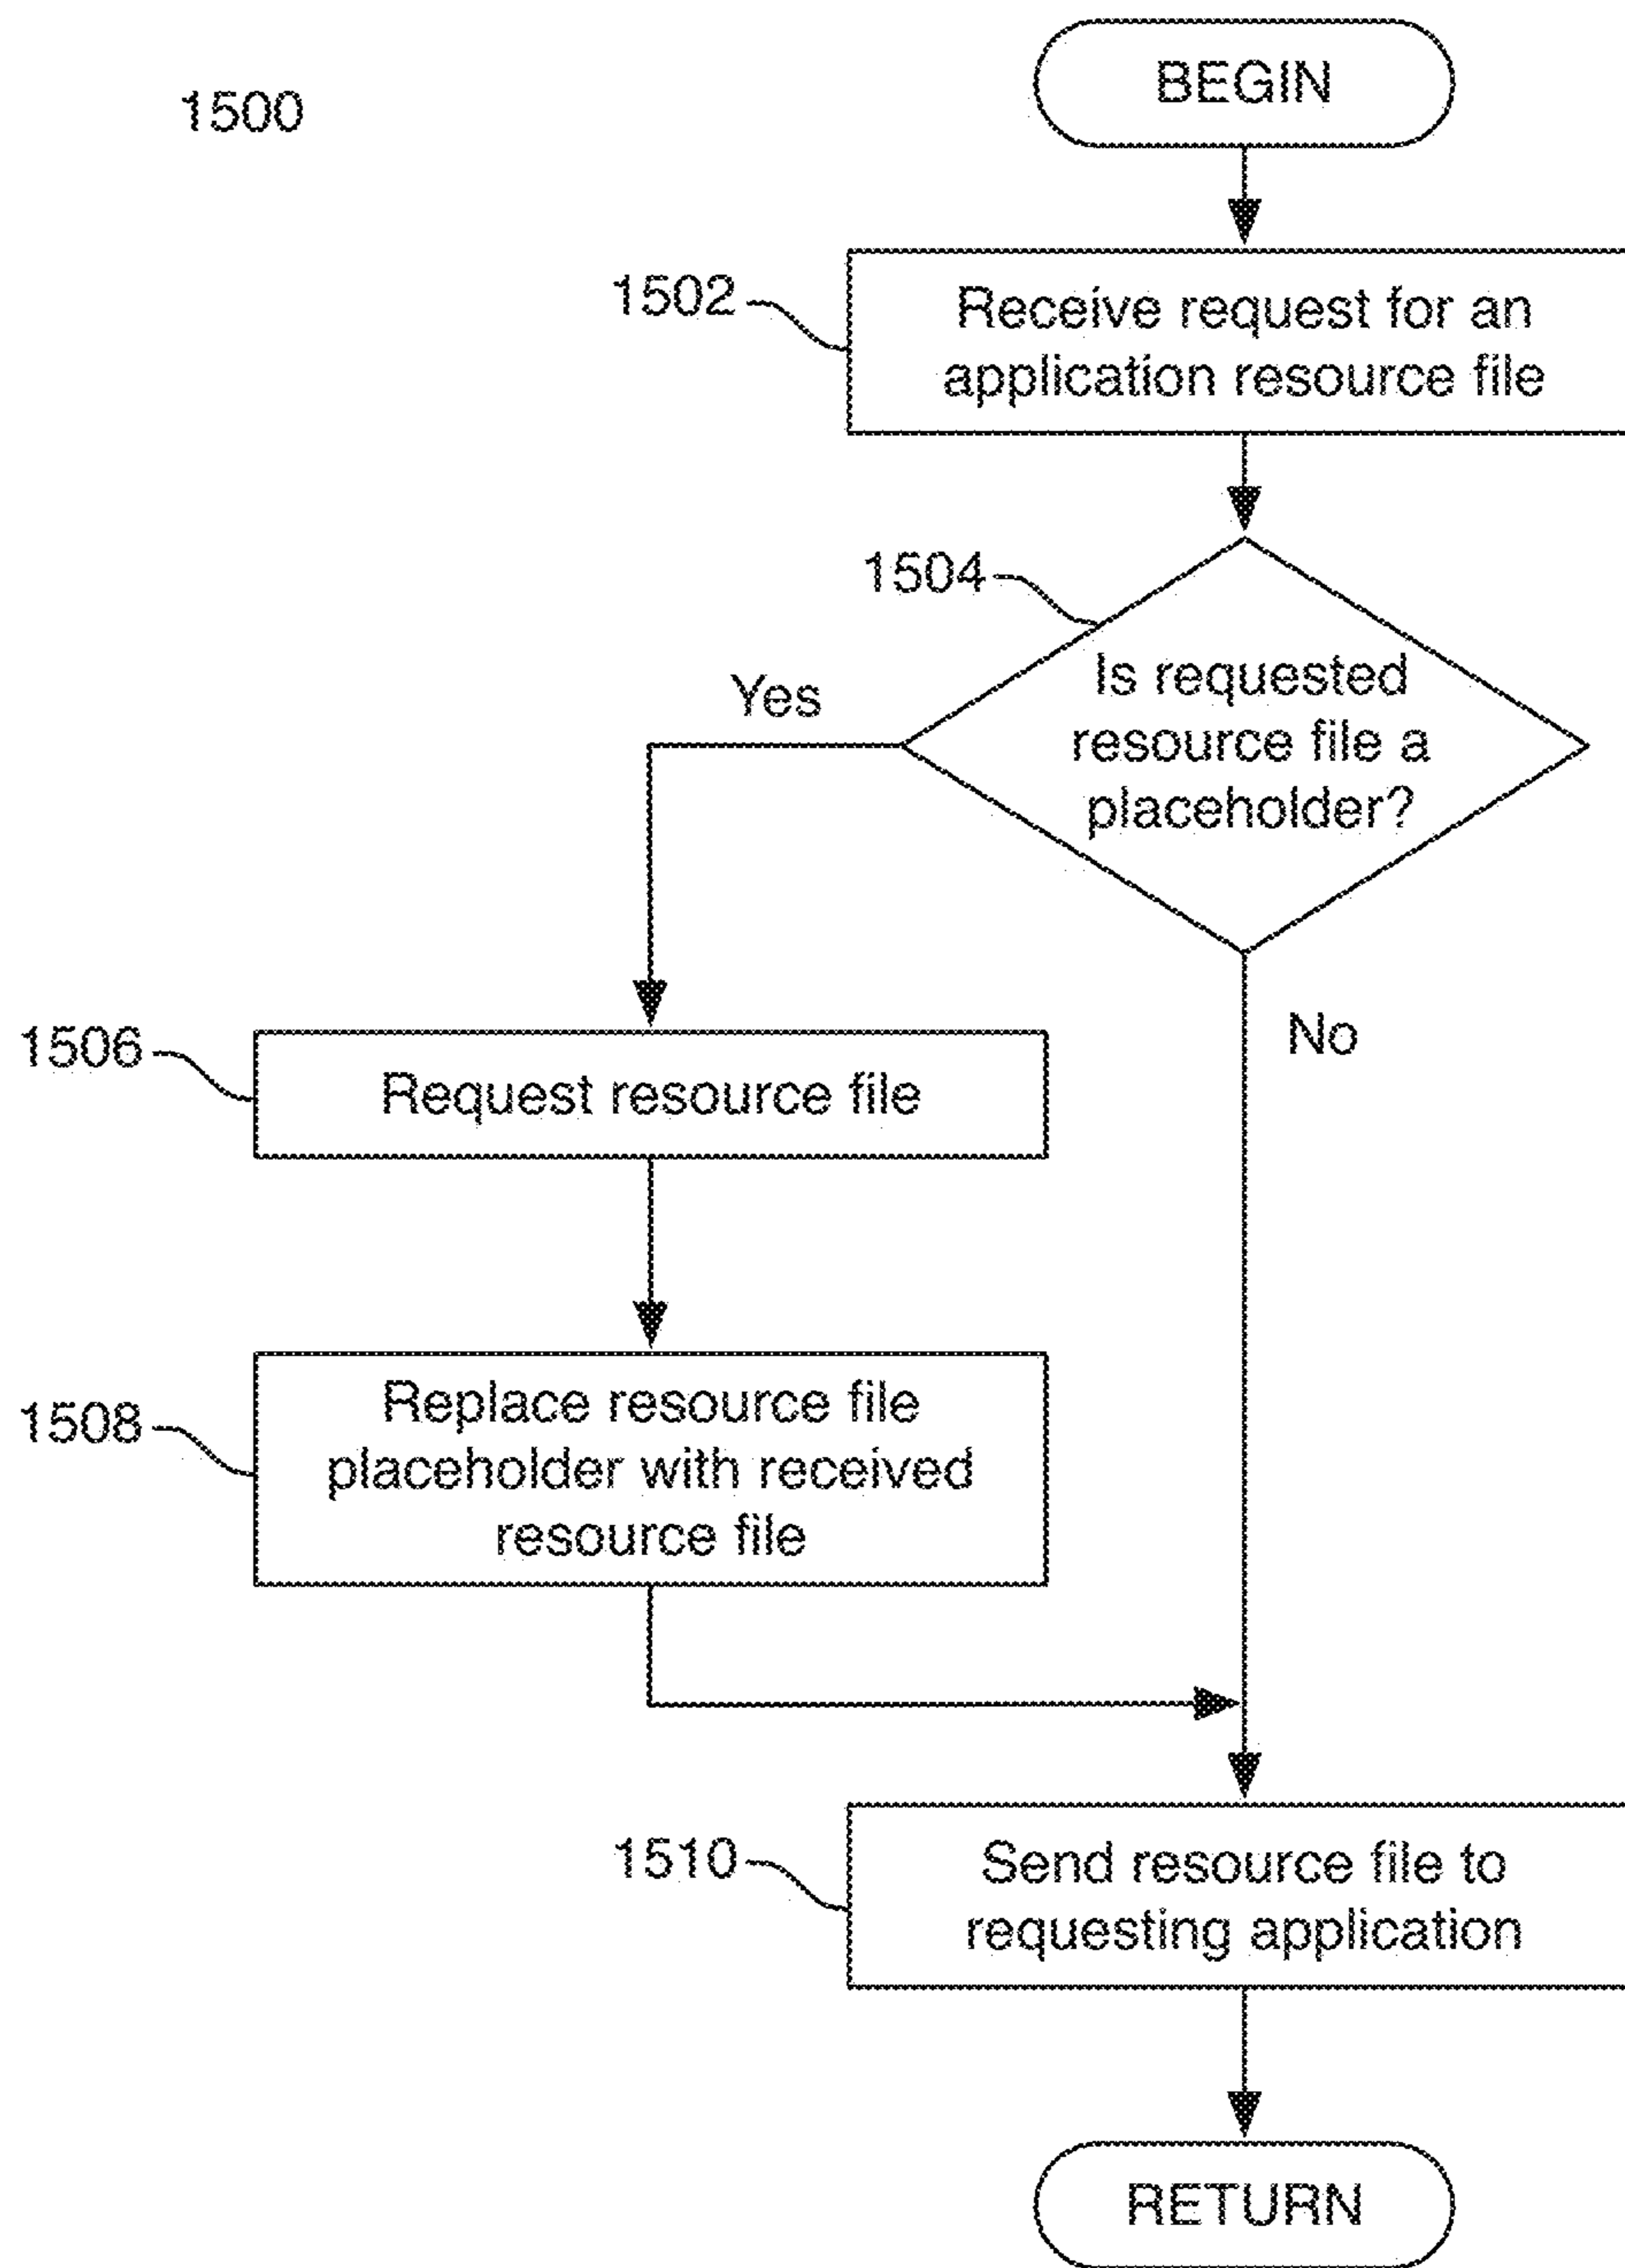 BEGIN
1500
1502
Receive request for an
application resource file
1504
Is requested
resource file a
placeholder?
Yes
No
1506
Request resource file
1508
Replace resource file
placeholder with received
resource file
1510
Send resource file to
requesting application
RETURN